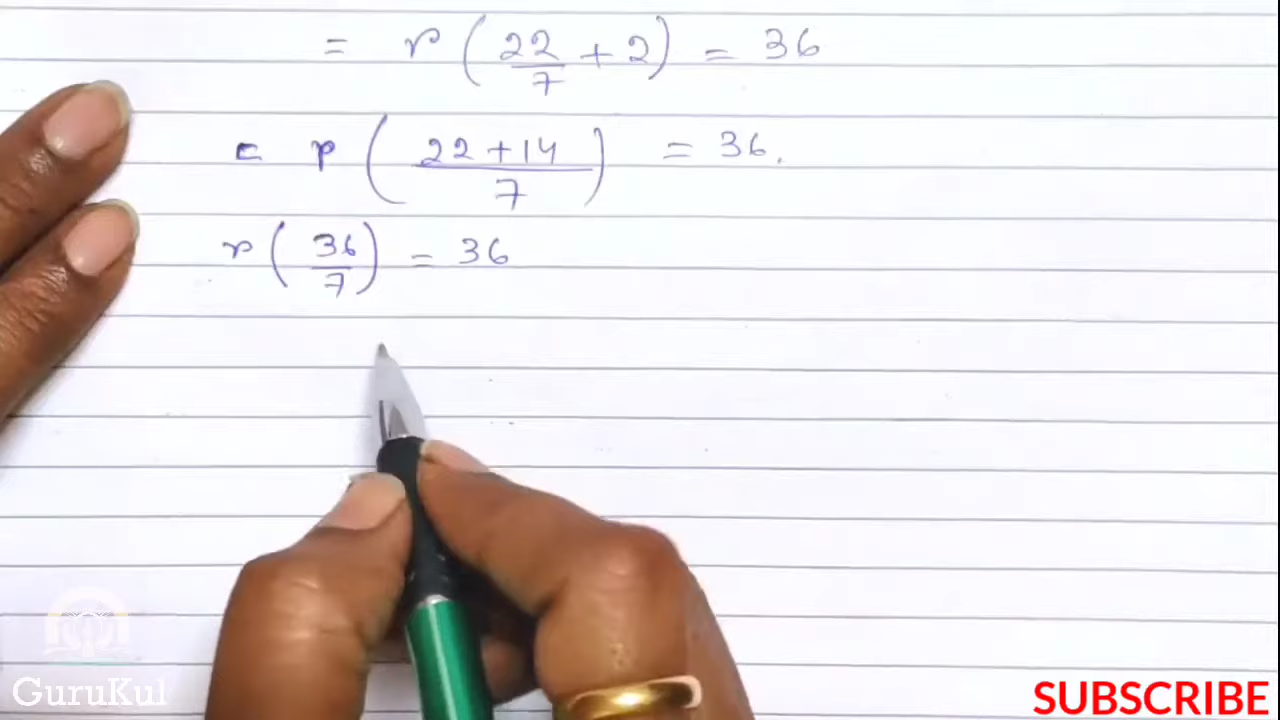 = r ( 22/7 + 2 ) = 36
= r ( 22 + 14 / 7 ) = 36.
r ( 36/7 ) = 36
GuruKul
SUBSCRIBE